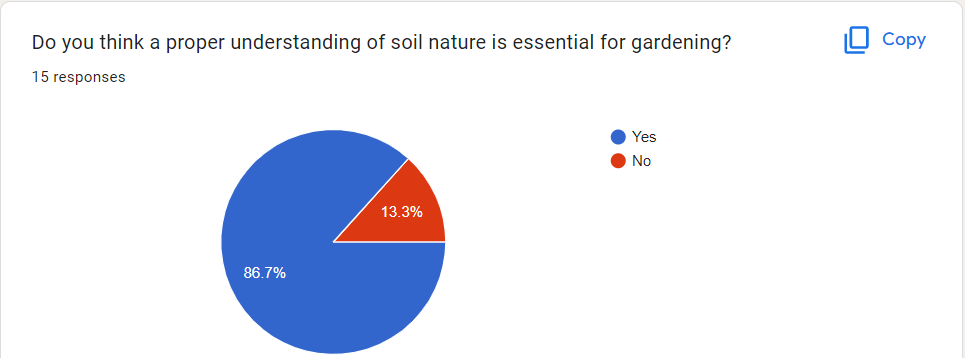 Do you think a proper understanding of soil nature is essential for gardening?
Copy
15 responses
Yes
No
13.3%
86.7%